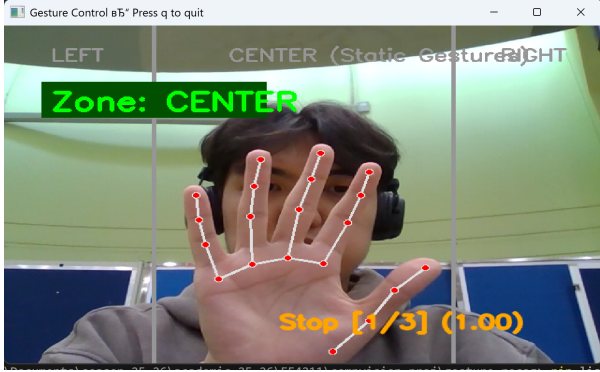 Gesture Control вЂ“ Press q to quit
LEFT CENTER (Static Gestures) RIGHT
Zone: CENTER
Stop [1/3] (1.00)